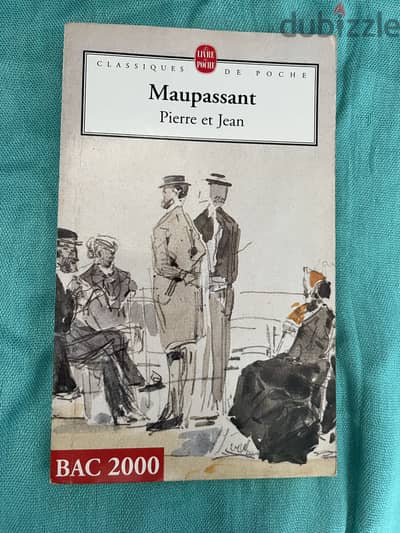 dubizzle
LE LIVRE DE POCHE
CLASSIQUES DE POCHE
Maupassant
Pierre et Jean
BAC 2000